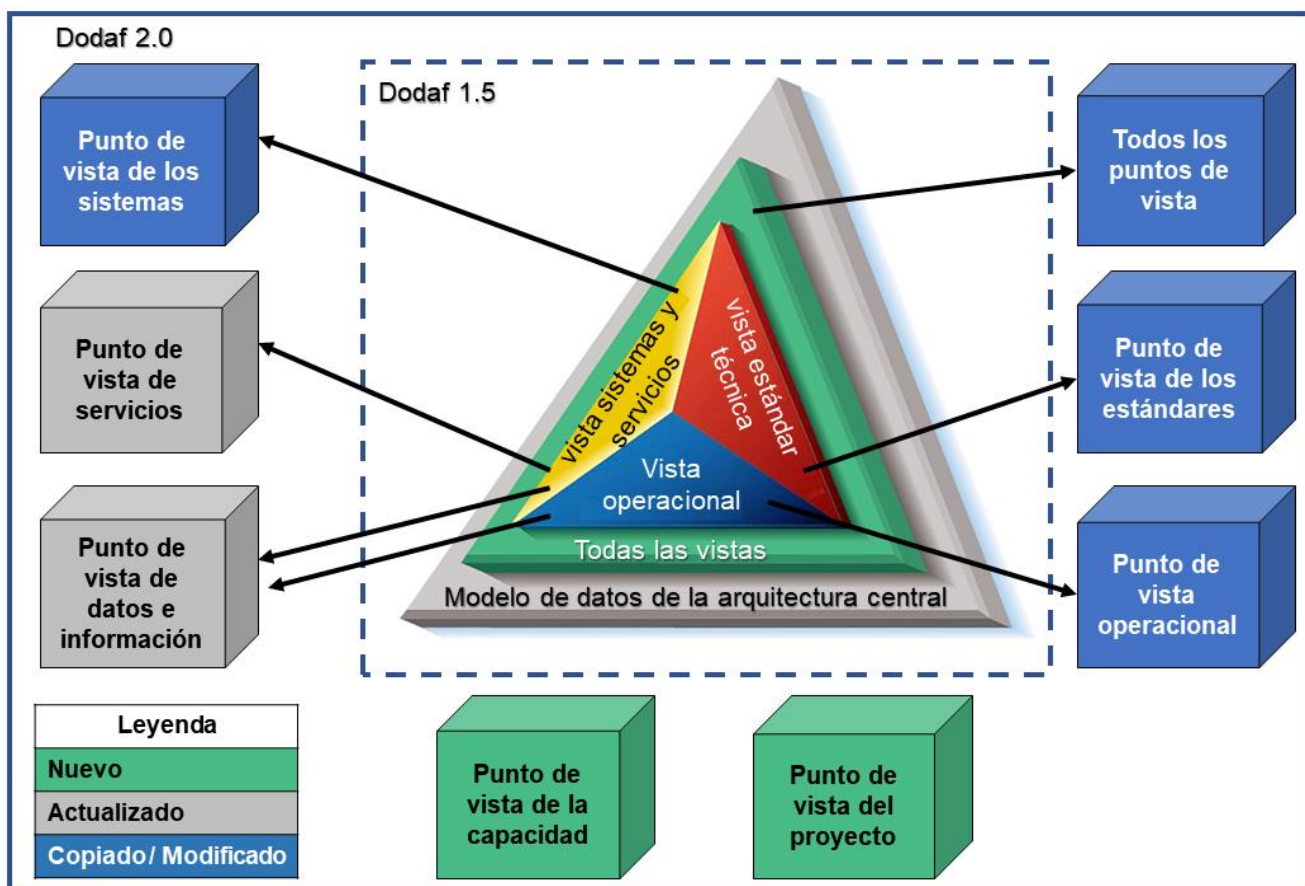 Dodaf 2.0
Dodaf 1.5
Punto de
vista de los
sistemas
Punto de
vista de
servicios
Punto de
vista de
datos e
información
vista sistemas y
servicios
vista estándar
técnica
Vista
operacional
Todas las vistas
Modelo de datos de la arquitectura central
Todos los
puntos de
vista
Punto de
vista de los
estándares
Punto de
vista
operacional
Leyenda
Nuevo
Actualizado
Copiado/ Modificado
Punto de
vista de la
capacidad
Punto de
vista del
proyecto